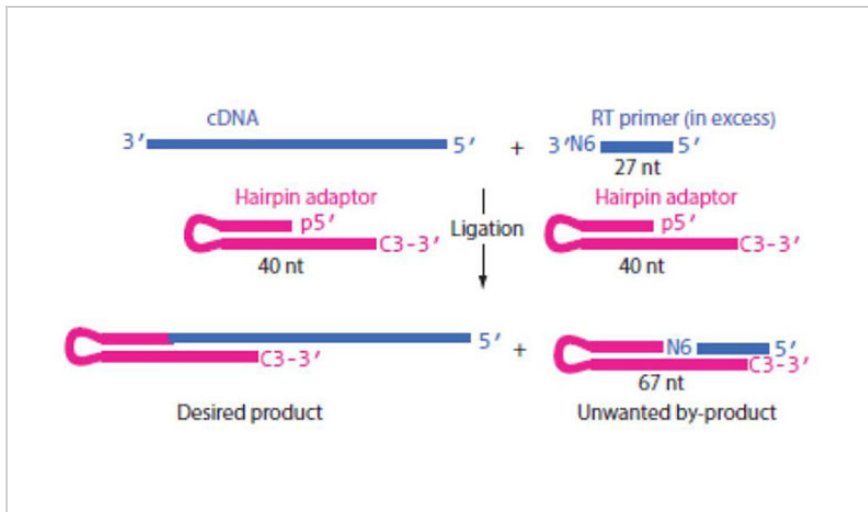 cDNA
RT primer (in excess)
3′ 5′ + 3′N6 5′
27 nt
Hairpin adaptor
Hairpin adaptor
p5′ p5′
Ligation
C3-3′ C3-3′
40 nt
40 nt
5′ + N6 5′
C3-3′ C3-3′
67 nt
Desired product
Unwanted by-product